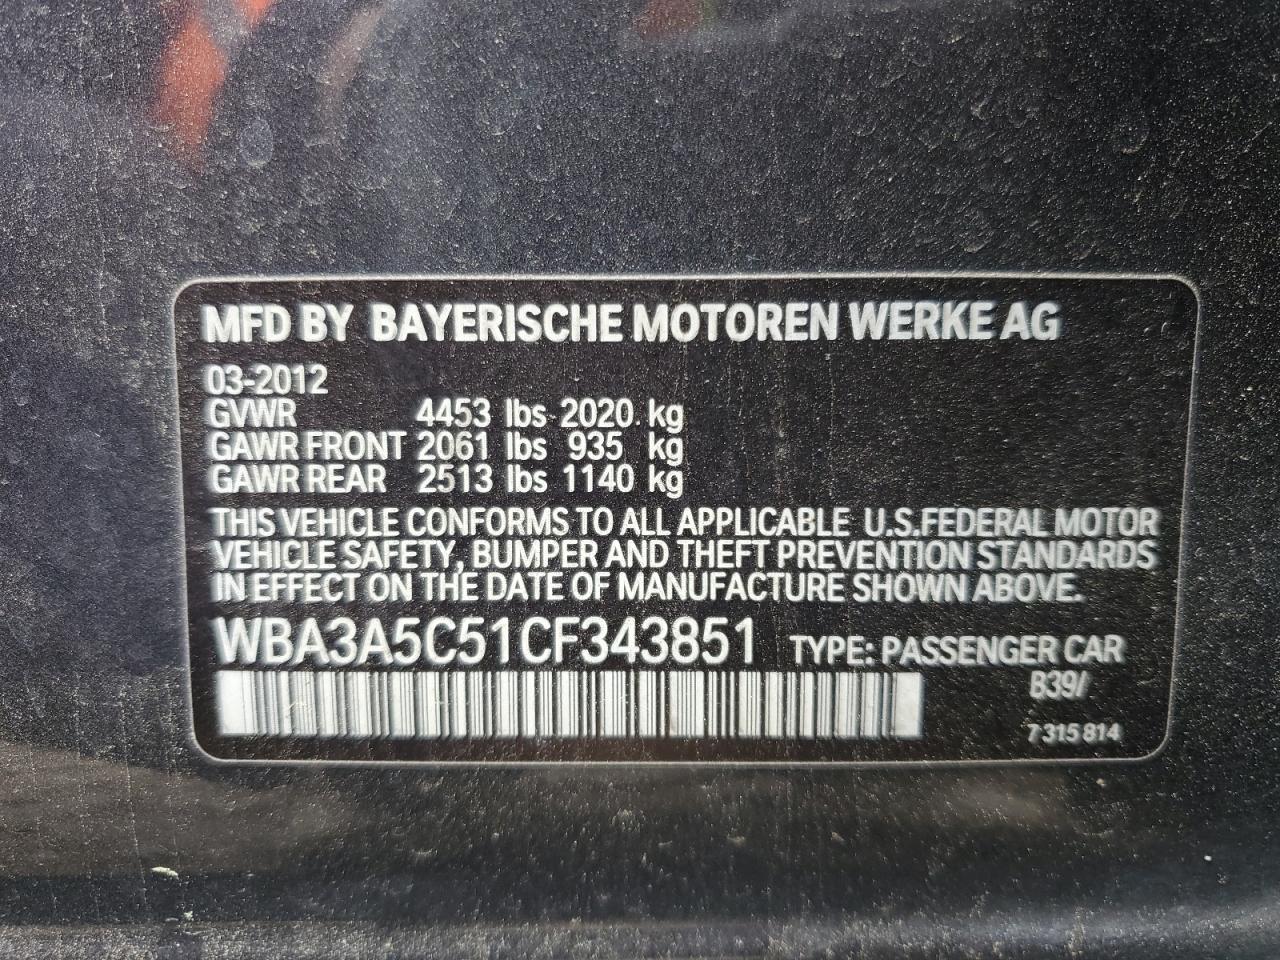 MFD BY BAYERISCHE MOTOREN WERKE AG
03-2012
GVWR 4453 lbs 2020 kg
GAWR FRONT 2061 lbs 935 kg
GAWR REAR 2513 lbs 1140 kg
THIS VEHICLE CONFORMS TO ALL APPLICABLE U.S.FEDERAL MOTOR
VEHICLE SAFETY, BUMPER AND THEFT PREVENTION STANDARDS
IN EFFECT ON THE DATE OF MANUFACTURE SHOWN ABOVE.
WBA3A5C51CF343851 TYPE: PASSENGER CAR
B39/
7 315 814